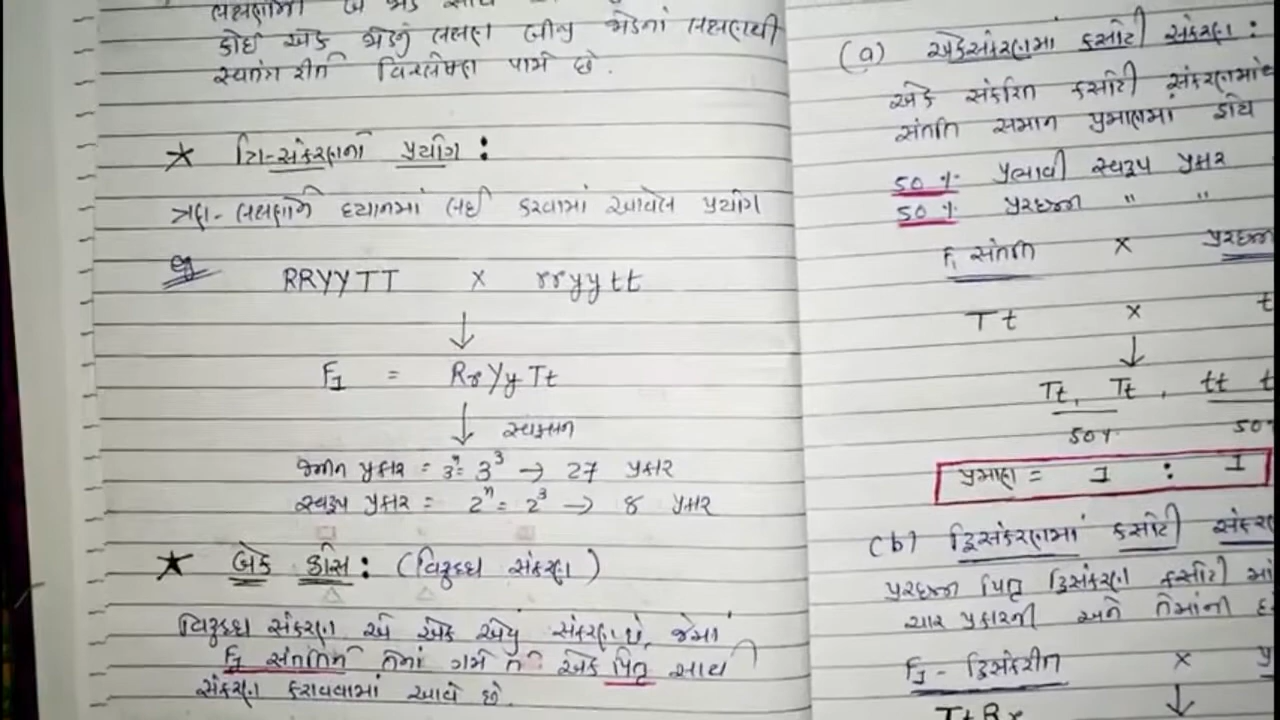 કોઈ એક જોડનું લક્ષણ બીજી જોડનાં લક્ષણથી
સ્વતંત્ર રીતે વિશ્લેષણ પામે છે.
★ ત્રિ-સંકરણનો પ્રયોગ :
ત્રણ-લક્ષણોને ધ્યાનમાં લઈ કરવામાં આવેલ પ્રયોગ
RRYYTT x rryytt
↓
F1 = RrYyTt
↓ સ્વફલન
જનીન પ્રકાર = 3ⁿ = 3³ → 27 પ્રકાર
સ્વરૂપ પ્રકાર = 2ⁿ = 2³ → 8 પ્રકાર
★ બેક ક્રોસ : (વિરુદ્ધ સંકરણ)
વિરુદ્ધ સંકરણ એ એક એવું સંકરણ છે, જેમાં
F1 સંતતિને તેનાં ગમે તે એક પિતૃ સાથે
સંકરણ કરાવવામાં આવે છે.
(a) એકસંકરણમાં કસોટી સંકરણ :
એક સંકરિત કસોટી સંકરણમાં
સંતતિ સમાન પ્રમાણમાં હોય
50 % પ્રભાવી સ્વરૂપ પ્રકાર
50 % પ્રચ્છન્ન " "
F1 સંતતિ x પ્રચ્છન્ન
Tt x t
↓
Tt, Tt, tt t
50% 50
પ્રમાણ = 1 : 1
(b) દ્વિસંકરણમાં કસોટી સંકરણ
પ્રચ્છન્ન પિતૃ દ્વિસંકરણ કસોટી માં
ચાર પ્રકારની અને તેમાંની
F1 - દ્વિસંકરીત x
TtRr ↓